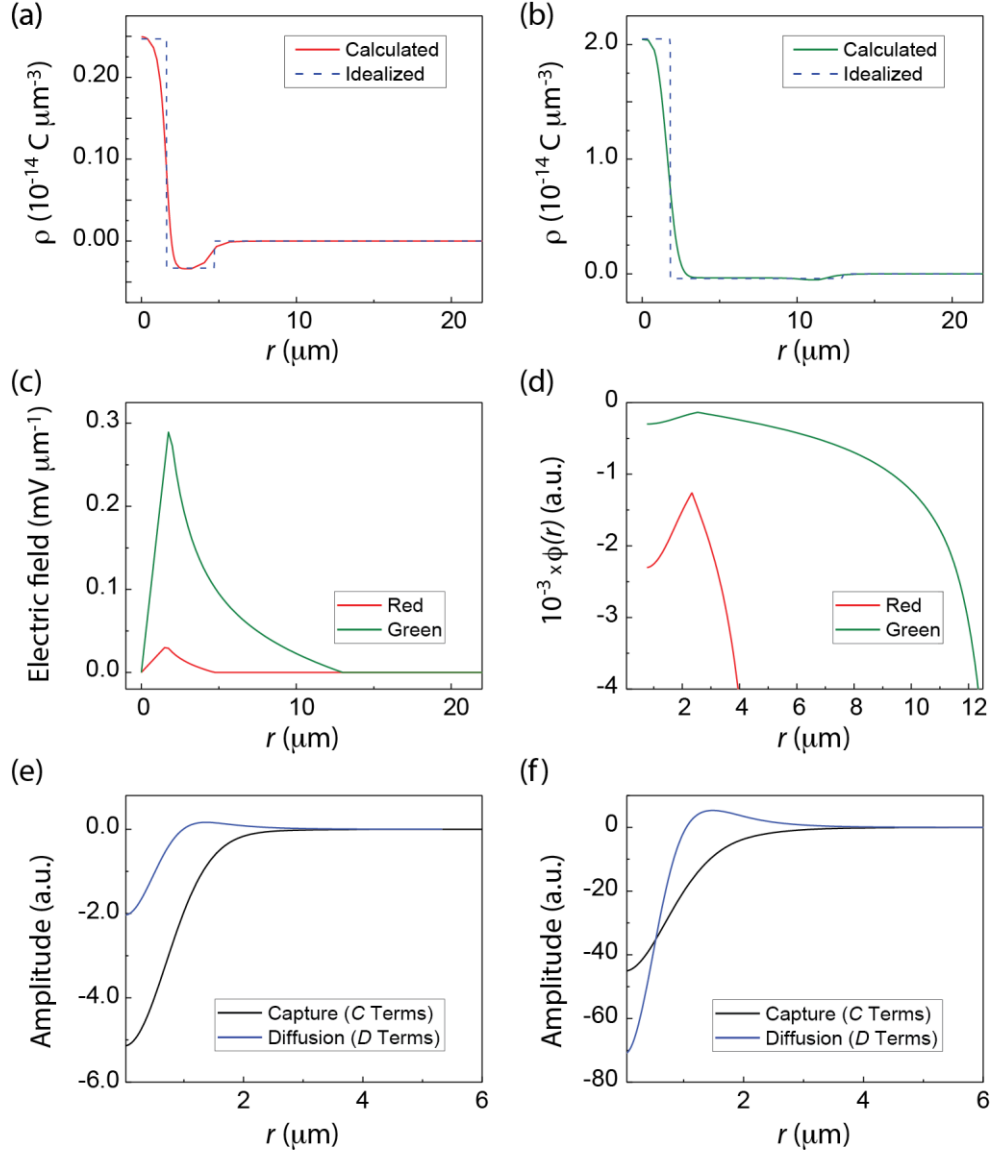 (a)
ρ (10⁻¹⁴ C μm⁻³)
0.20
0.10
0.00
Calculated
Idealized
0
10
20
r (μm)
(b)
ρ (10⁻¹⁴ C μm⁻³)
2.0
1.0
0.0
Calculated
Idealized
0
10
20
r (μm)
(c)
Electric field (mV μm⁻¹)
0.3
0.2
0.1
0.0
Red
Green
0
10
20
r (μm)
(d)
10⁻³ x ϕ(r) (a.u.)
0
-1
-2
-3
-4
Red
Green
2
4
6
8
10
12
r (μm)
(e)
Amplitude (a.u.)
0.0
-2.0
-4.0
-6.0
Capture (C Terms)
Diffusion (D Terms)
2
4
6
r (μm)
(f)
Amplitude (a.u.)
0
-20
-40
-60
-80
Capture (C Terms)
Diffusion (D Terms)
2
4
6
r (μm)